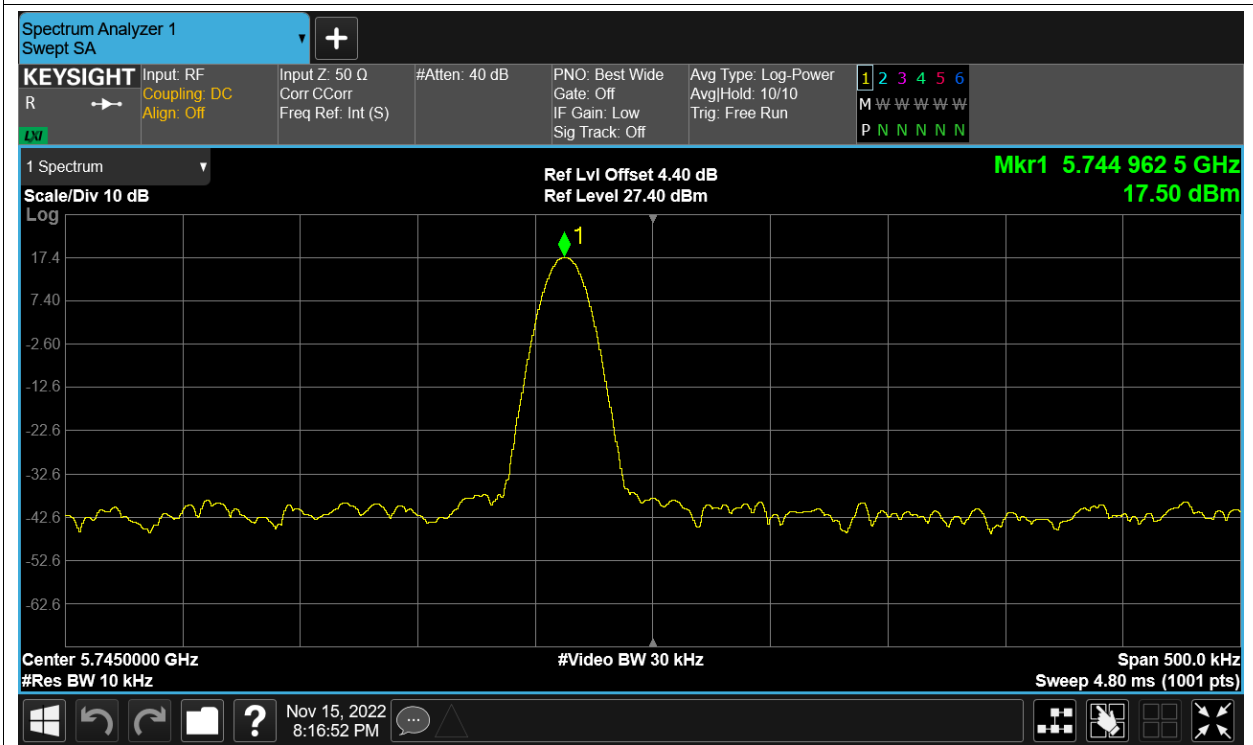 Spectrum Analyzer 1
Swept SA
+
KEYSIGHT Input: RF Input Z: 50 Ω #Atten: 40 dB PNO: Best Wide Avg Type: Log-Power 1 2 3 4 5 6
R Coupling: DC Corr CCorr Gate: Off Avg|Hold: 10/10 M W W W W W
Align: Off Freq Ref: Int (S) IF Gain: Low Trig: Free Run
LXI Sig Track: Off P N N N N N
1 Spectrum Ref Lvl Offset 4.40 dB Mkr1 5.744 962 5 GHz
Scale/Div 10 dB Ref Level 27.40 dBm 17.50 dBm
Log
1
17.4
7.40
-2.60
-12.6
-22.6
-32.6
-42.6
-52.6
-62.6
Center 5.7450000 GHz #Video BW 30 kHz Span 500.0 kHz
#Res BW 10 kHz Sweep 4.80 ms (1001 pts)
? Nov 15, 2022
8:16:52 PM